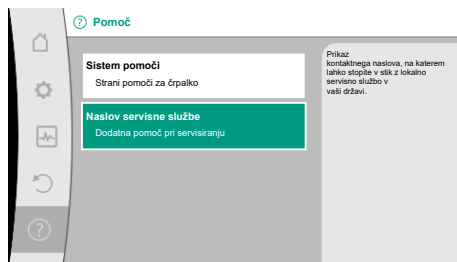 Pomoč
Sistem pomoči
Strani pomoči za črpalko
Naslov servisne službe
Dodatna pomoč pri servisiranju
Prikaz
kontaktnega naslova, na katerem
lahko stopite v stik z lokalno
servisno službo v
vaši državi.